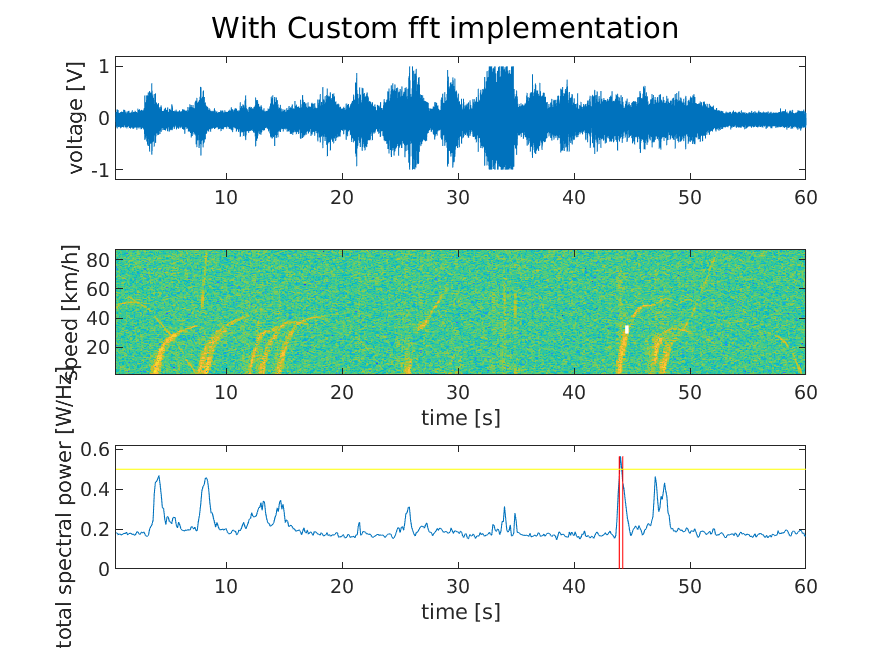 With Custom fft implementation
voltage [V]
1
0
-1
10 20 30 40 50 60
speed [km/h]
80
60
40
20
10 20 30 40 50 60
time [s]
total spectral power [W/Hz]
0.6
0.4
0.2
0
10 20 30 40 50 60
time [s]